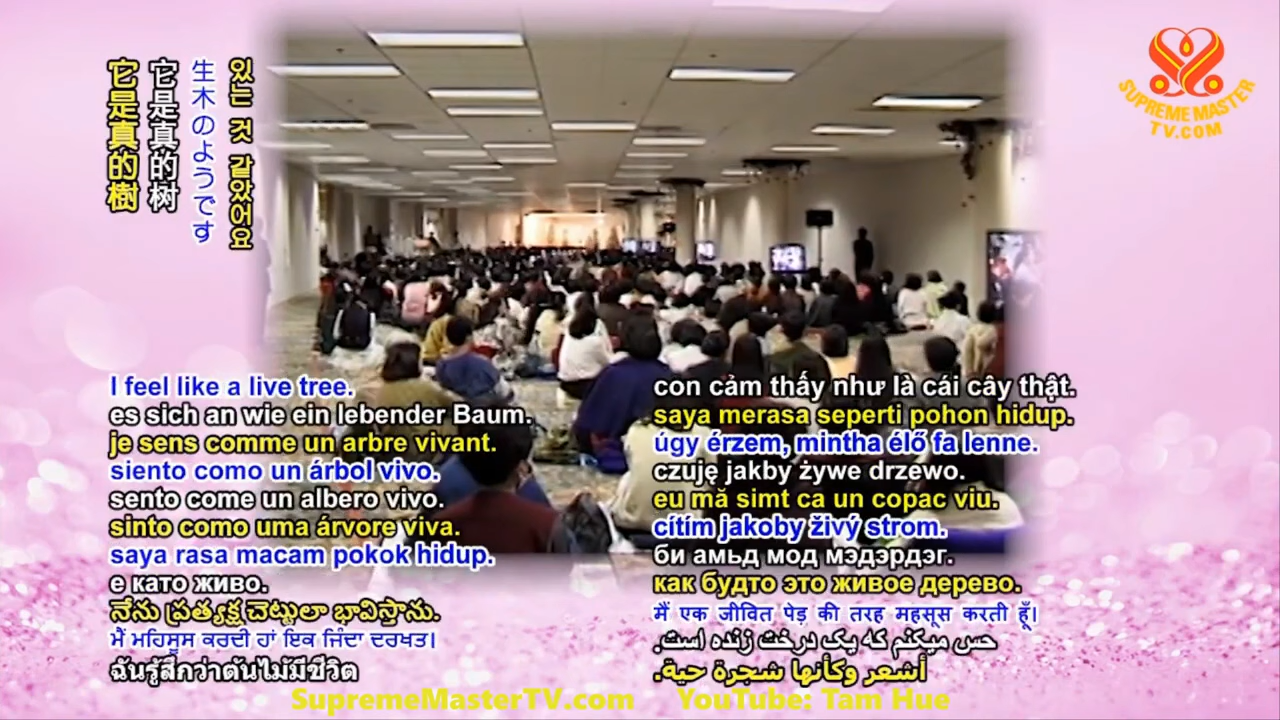 있는 것 같았어요
生木のようです
它是真的树
它是真的樹
SUPREME MASTER
TV.COM
I feel like a live tree.
es sich an wie ein lebender Baum.
je sens comme un arbre vivant.
siento como un árbol vivo.
sento come un albero vivo.
sinto como uma árvore viva.
saya rasa macam pokok hidup.
е като живо.
నేను ప్రత్యక్ష చెట్టులా భావిస్తాను.
ਮੈਂ ਮਹਿਸੂਸ ਕਰਦੀ ਹਾਂ ਇਕ ਜਿੰਦਾ ਦਰਖਤ।
ฉันรู้สึกว่าต้นไม้มีชีวิต
con cảm thấy như là cái cây thật.
saya merasa seperti pohon hidup.
úgy érzem, mintha élő fa lenne.
czuję jakby żywe drzewo.
eu mă simt ca un copac viu.
cítím jakoby živý strom.
би амьд мод мэдэрдэг.
как будто это живое дерево.
मैं एक जीवित पेड़ की तरह महसूस करती हूँ।
حس میکنم که یک درخت زنده است.
أشعر وكأنها شجرة حية.
SupremeMasterTV.com YouTube: Tam Hue